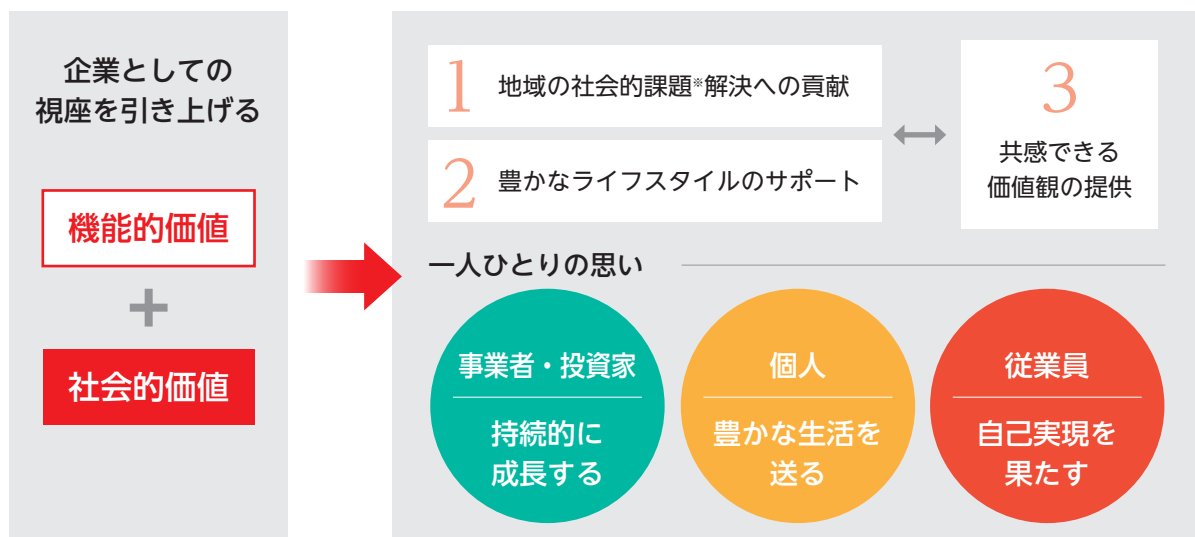 企業としての
視座を引き上げる
機能的価値
+
社会的価値
1 地域の社会的課題※解決への貢献
2 豊かなライフスタイルのサポート
3
共感できる
価値観の提供
一人ひとりの思い
事業者・投資家
持続的に
成長する
個人
豊かな生活を
送る
従業員
自己実現を
果たす